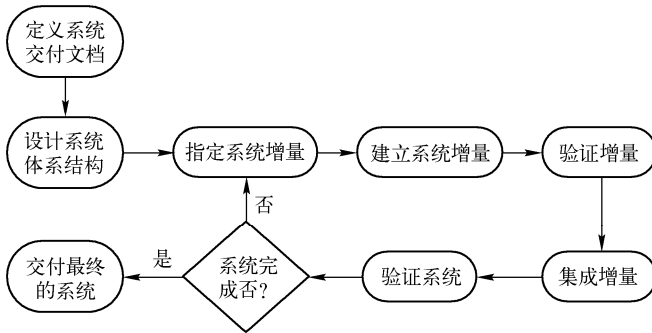 定义系统
交付文档
设计系统
体系结构
指定系统增量
建立系统增量
验证增量
否
交付最终
的系统
是
系统完
成否？
验证系统
集成增量